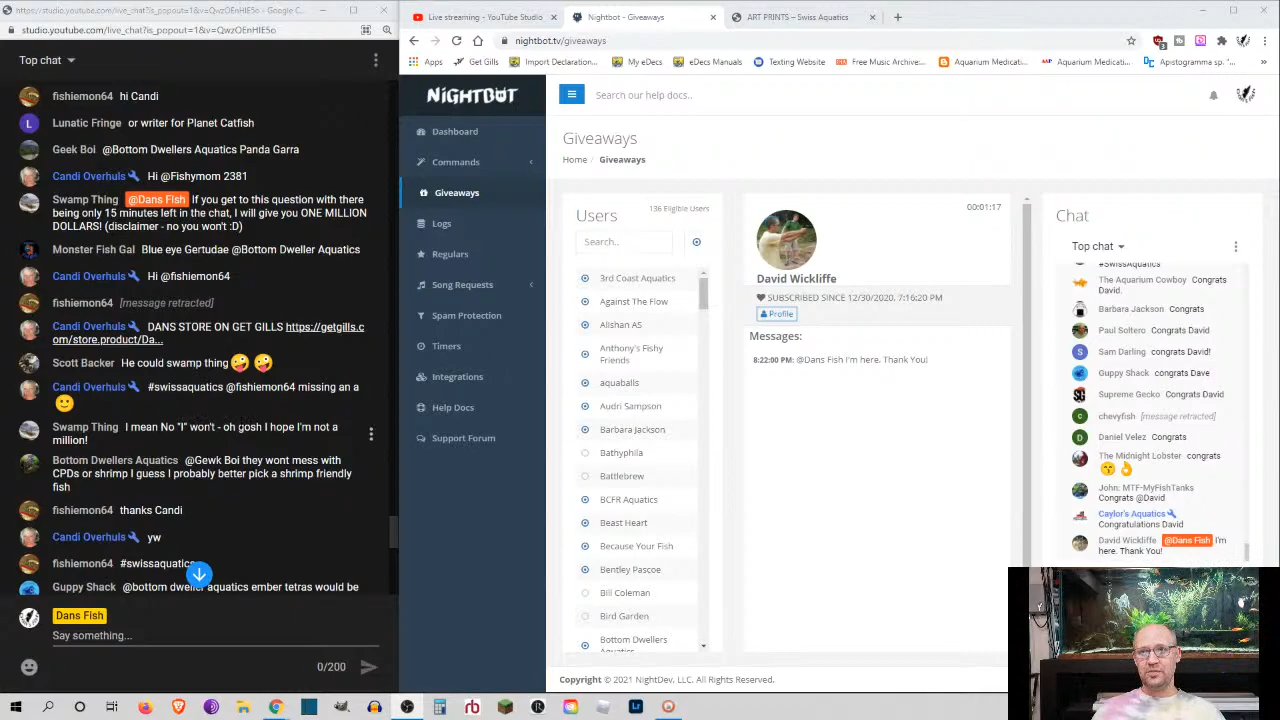 studio.youtube.com/live_chat?is_popout=1&v=QwzOEnHIE5o - Google C...
studio.youtube.com/live_chat?is_popout=1&v=QwzOEnHIE5o
Top chat
fishiemon64 hi Candi
L Lunatic Fringe or writer for Planet Catfish
Geek Boi @Bottom Dwellers Aquatics Panda Garra
Candi Overhuls Hi @Fishymom 2381
Swamp Thing @Dans Fish If you get to this question with there
being only 15 minutes left in the chat, I will give you ONE MILLION
DOLLARS! (disclaimer - no you won't :D)
Monster Fish Gal Blue eye Gertudae @Bottom Dweller Aquatics
Candi Overhuls Hi @fishiemon64
fishiemon64 [message retracted]
Candi Overhuls DANS STORE ON GET GILLS https://getgills.c
om/store.product/Da...
Scott Backer He could swamp thing
Candi Overhuls #swissaquatics @fishiemon64 missing an a
Swamp Thing I mean No "I" won't - oh gosh I hope I'm not a
million!
Bottom Dwellers Aquatics @Gewk Boi they wont mess with
CPDs or shrimp I guess I probably better pick a shrimp friendly
fish
fishiemon64 thanks Candi
Candi Overhuls yw
fishiemon64 #swissaquatics
Guppy Shack @bottom dweller aquatics ember tetras would be
Dans Fish
Say something...
0/200
Live streaming - YouTube Studio
Nightbot - Giveaways
ART PRINTS – Swiss Aquatics
nightbot.tv/giveaways
Apps
Get Gills
Import Declaration...
My eDecs
eDecs Manuals
Texting Website
Free Music Archive:...
Aquarium Medicati...
Aquarium Medicati...
Apistogramma sp. "...
NIGHTBOT
Dashboard
Commands
Giveaways
Logs
Regulars
Song Requests
Spam Protection
Timers
Integrations
Help Docs
Support Forum
Search our help docs..
Giveaways
Home / Giveaways
Users
136 Eligible Users
Search..
3rd Coast Aquatics
Against The Flow
Alishan AS
Anthony's Fishy
Friends
aquaballs
Audri Sampson
Barbara Jackson
Bathyphila
Battlebrew
BCFR Aquatics
Beast Heart
Because Your Fish
Bentley Pascoe
Bill Coleman
Bird Garden
Bottom Dwellers
Aquatics
00:01:17
David Wickliffe
SUBSCRIBED SINCE 12/30/2020, 7:16:20 PM
Profile
Messages:
8:22:00 PM: @Dans Fish I'm here. Thank You!
Chat
Top chat
#SwissAquatics
The Aquarium Cowboy Congrats
David.
Barbara Jackson Congrats
Paul Soltero Congrats David
S Sam Darling congrats David!
Guppy Shack congrats Dave
Supreme Gecko Congrats David
c chevyfish [message retracted]
D Daniel Velez Congrats
The Midnight Lobster congrats
John: MTF-MyFishTanks
Congrats @David
Caylor's Aquatics
Congratulations David
David Wickliffe @Dans Fish I'm
here. Thank You!
Copyright © 2021 NightDev, LLC. All Rights Reserved.